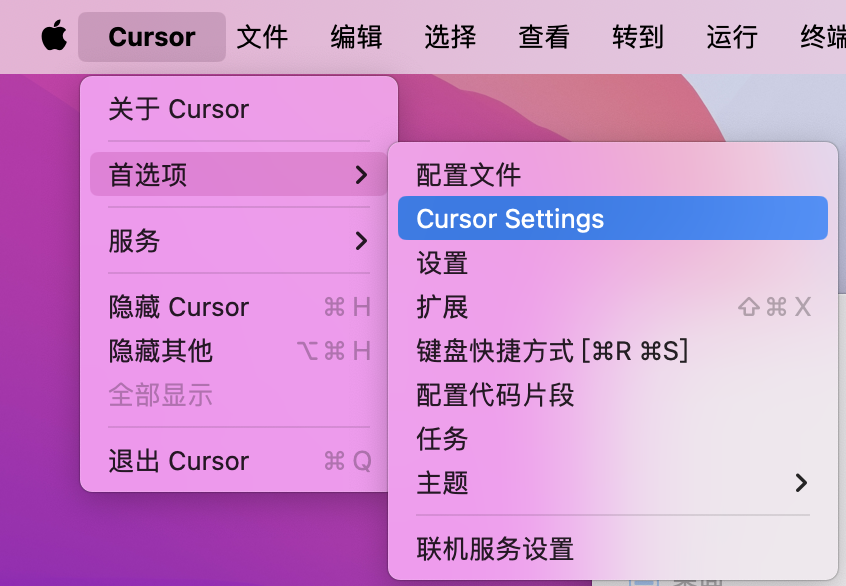 Cursor 文件 编辑 选择 查看 转到 运行 终端
关于 Cursor
首选项
服务
隐藏 Cursor ⌘ H
隐藏其他 ⌥ ⌘ H
全部显示
退出 Cursor ⌘ Q
配置文件
Cursor Settings
设置
扩展 ⇧ ⌘ X
键盘快捷方式 [⌘R ⌘S]
配置代码片段
任务
主题
联机服务设置